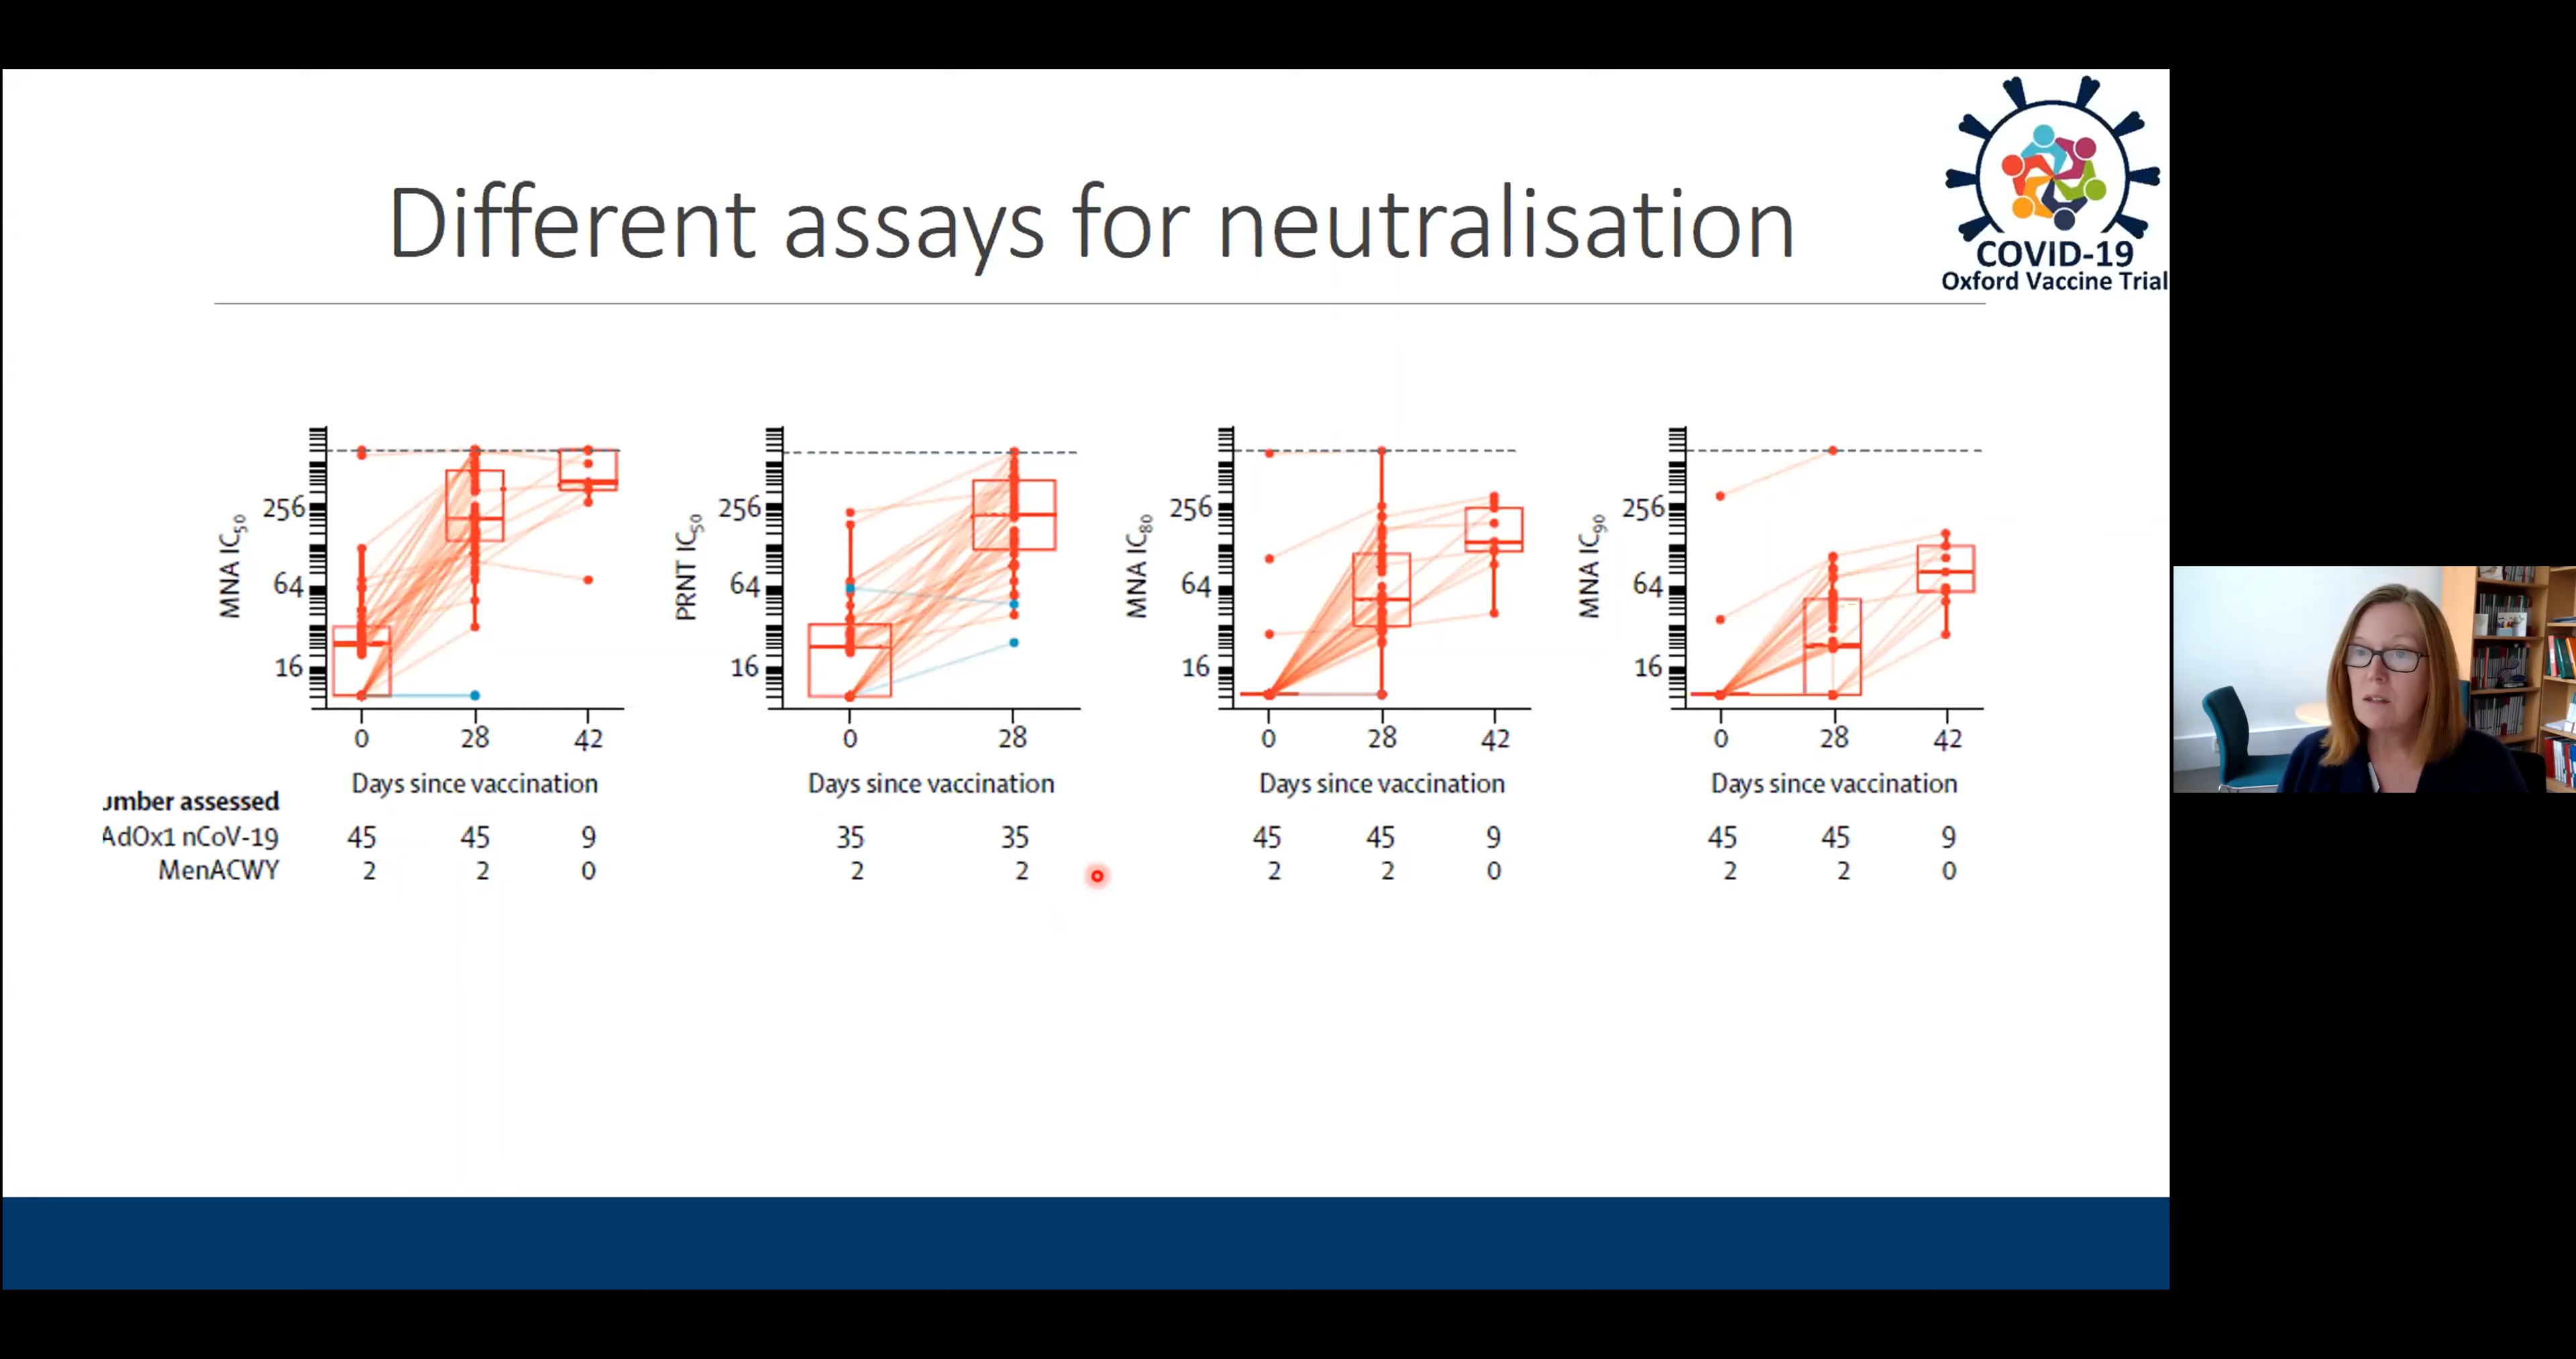 Different assays for neutralisation
COVID-19
Oxford Vaccine Trial
MNA IC50
256
64
16
0 28 42
Days since vaccination
PRNT IC50
256
64
16
0 28
Days since vaccination
MNA IC80
256
64
16
0 28 42
Days since vaccination
MNA IC90
256
64
16
0 28 42
Days since vaccination
umber assessed
AdOx1 nCoV-19 45 45 9 35 35 45 45 9 45 45 9
MenACWY 2 2 0 2 2 2 2 0 2 2 0